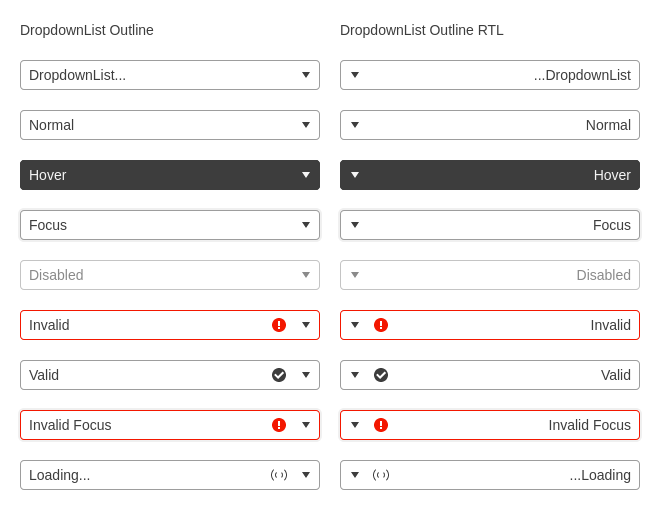 DropdownList Outline
DropdownList Outline RTL
DropdownList...
...DropdownList
Normal
Normal
Hover
Hover
Focus
Focus
Disabled
Disabled
Invalid
Invalid
Valid
Valid
Invalid Focus
Invalid Focus
Loading...
...Loading